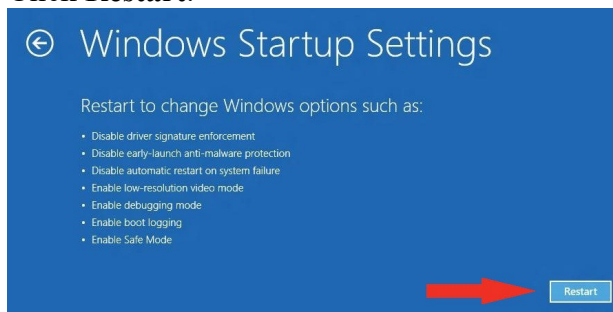 Windows Startup Settings
Restart to change Windows options such as:
• Disable driver signature enforcement
• Disable early-launch anti-malware protection
• Disable automatic restart on system failure
• Enable low-resolution video mode
• Enable debugging mode
• Enable boot logging
• Enable Safe Mode
Restart